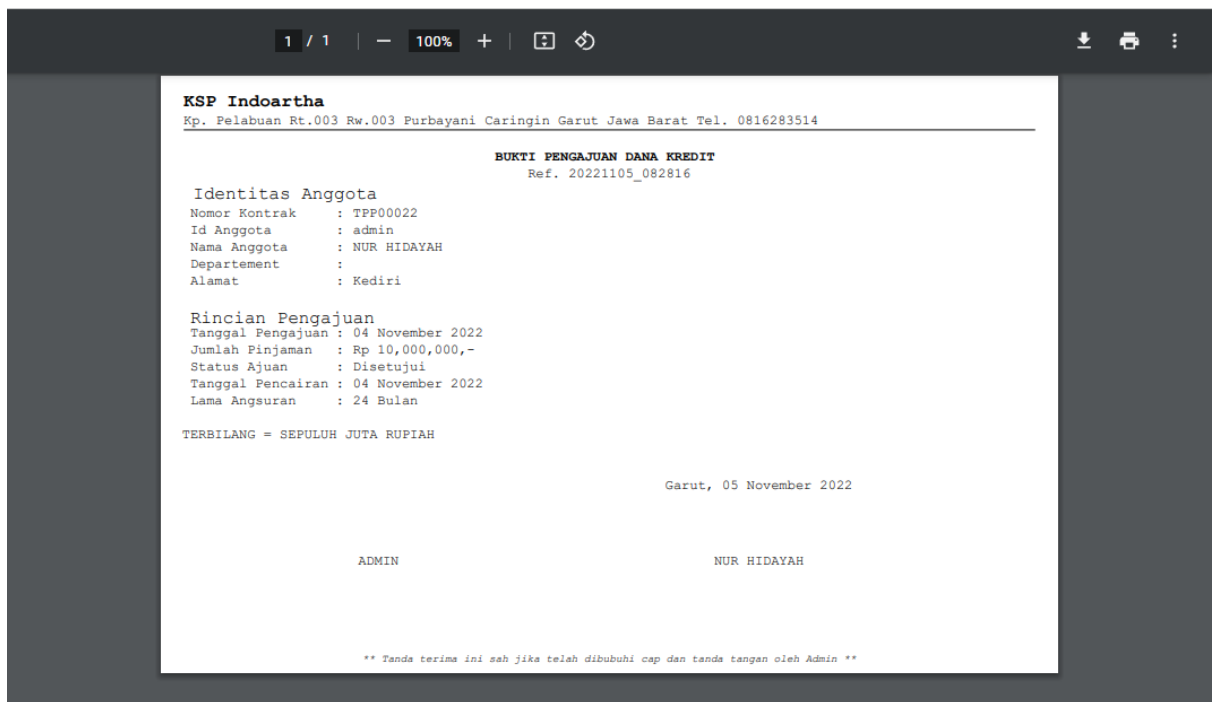 1 / 1 | − 100% + |
KSP Indoartha
Kp. Pelabuan Rt.003 Rw.003 Purbayani Caringin Garut Jawa Barat Tel. 0816283514
BUKTI PENGAJUAN DANA KREDIT
Ref. 20221105_082816
Identitas Anggota
Nomor Kontrak : TPP00022
Id Anggota : admin
Nama Anggota : NUR HIDAYAH
Departement :
Alamat : Kediri
Rincian Pengajuan
Tanggal Pengajuan : 04 November 2022
Jumlah Pinjaman : Rp 10,000,000,-
Status Ajuan : Disetujui
Tanggal Pencairan : 04 November 2022
Lama Angsuran : 24 Bulan
TERBILANG = SEPULUH JUTA RUPIAH
Garut, 05 November 2022
ADMIN NUR HIDAYAH
** Tanda terima ini sah jika telah dibubuhi cap dan tanda tangan oleh Admin **